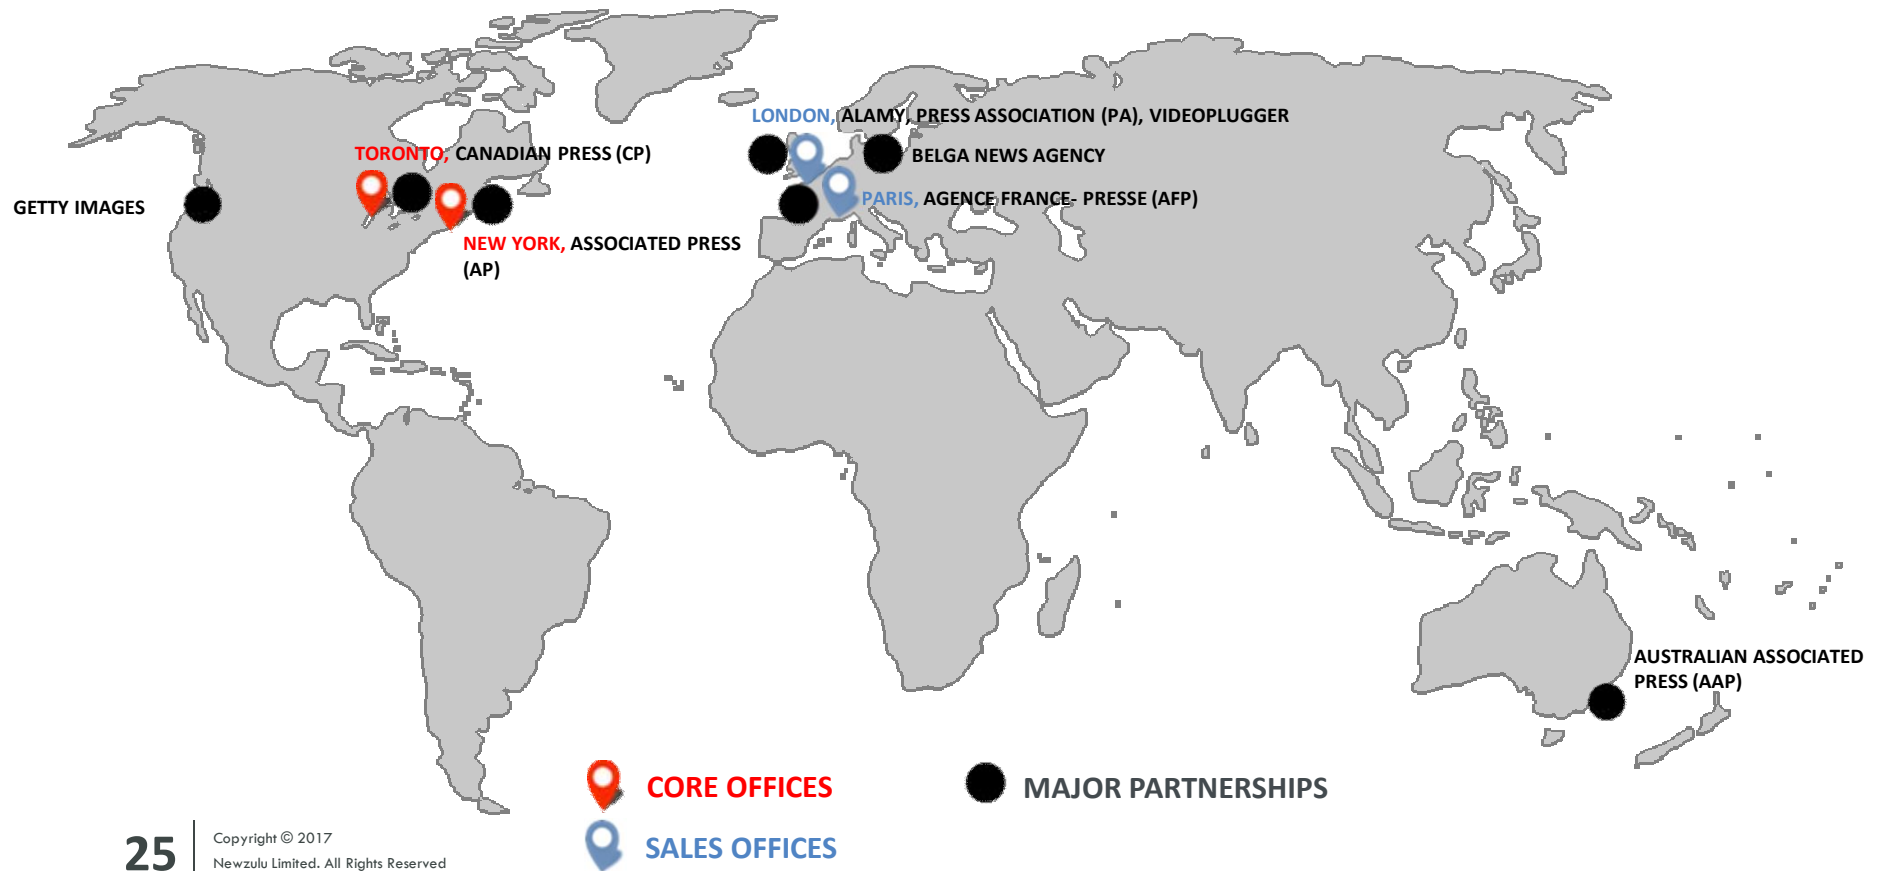 LONDON, ALAMY, PRESS ASSOCIATION (PA), VIDEOPLUGGER
TORONTO, CANADIAN PRESS (CP)
BELGA NEWS AGENCY
GETTY IMAGES
PARIS, AGENCE FRANCE- PRESSE (AFP)
NEW YORK, ASSOCIATED PRESS
(AP)
AUSTRALIAN ASSOCIATED
PRESS (AAP)
CORE OFFICES
MAJOR PARTNERSHIPS
SALES OFFICES
25
Copyright © 2017
Newzulu Limited. All Rights Reserved